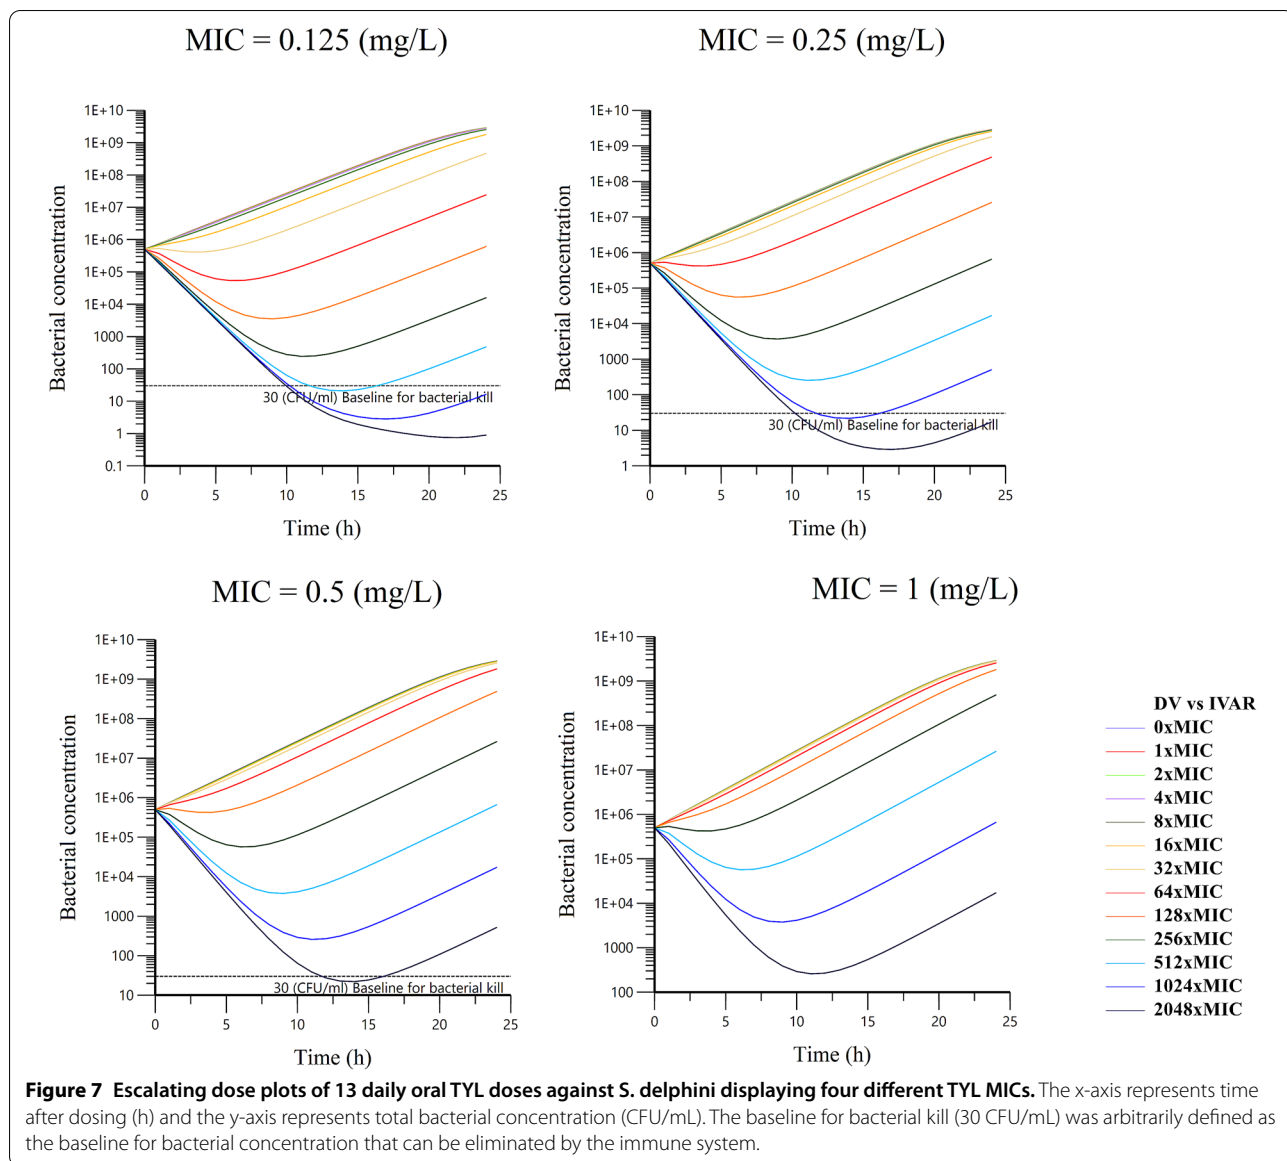 MIC = 0.125 (mg/L)
1E+10
1E+09
1E+08
1E+07
1E+06
1E+05
1E+04
1000
100
10
1
0.1
Bacterial concentration
30 (CFU/ml) Baseline for bacterial kill
0 5 10 15 20 25
Time (h)
MIC = 0.25 (mg/L)
1E+10
1E+09
1E+08
1E+07
1E+06
1E+05
1E+04
1000
100
10
1
Bacterial concentration
30 (CFU/ml) Baseline for bacterial kill
0 5 10 15 20 25
Time (h)
MIC = 0.5 (mg/L)
1E+10
1E+09
1E+08
1E+07
1E+06
1E+05
1E+04
1000
100
10
Bacterial concentration
30 (CFU/ml) Baseline for bacterial kill
0 5 10 15 20 25
Time (h)
MIC = 1 (mg/L)
1E+10
1E+09
1E+08
1E+07
1E+06
1E+05
1E+04
1000
100
Bacterial concentration
0 5 10 15 20 25
Time (h)
DV vs IVAR
0xMIC
1xMIC
2xMIC
4xMIC
8xMIC
16xMIC
32xMIC
64xMIC
128xMIC
256xMIC
512xMIC
1024xMIC
2048xMIC
Figure 7 Escalating dose plots of 13 daily oral TYL doses against S. delphini displaying four different TYL MICs. The x-axis represents time
after dosing (h) and the y-axis represents total bacterial concentration (CFU/mL). The baseline for bacterial kill (30 CFU/mL) was arbitrarily defined as
the baseline for bacterial concentration that can be eliminated by the immune system.